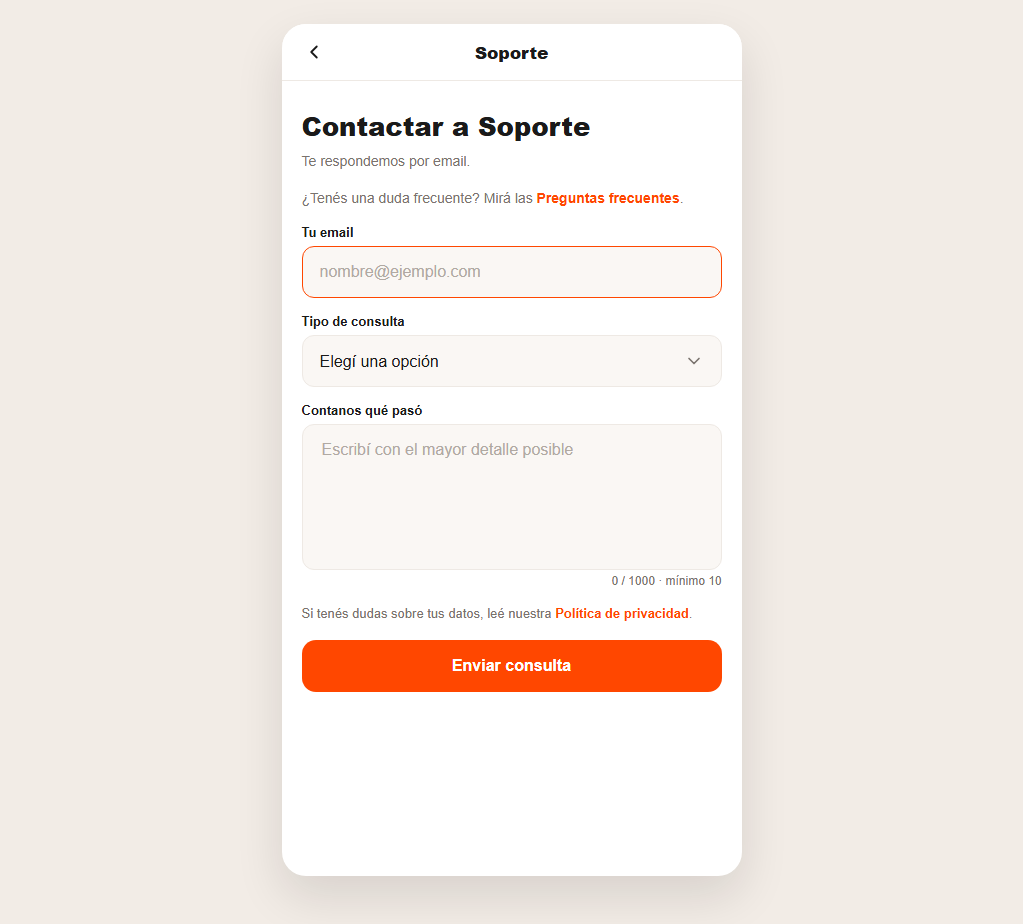 Soporte
Contactar a Soporte
Te respondemos por email.
¿Tenés una duda frecuente? Mirá las Preguntas frecuentes.
Tu email
nombre@ejemplo.com
Tipo de consulta
Elegí una opción
Contanos qué pasó
Escribí con el mayor detalle posible
0 / 1000 · mínimo 10
Si tenés dudas sobre tus datos, leé nuestra Política de privacidad.
Enviar consulta